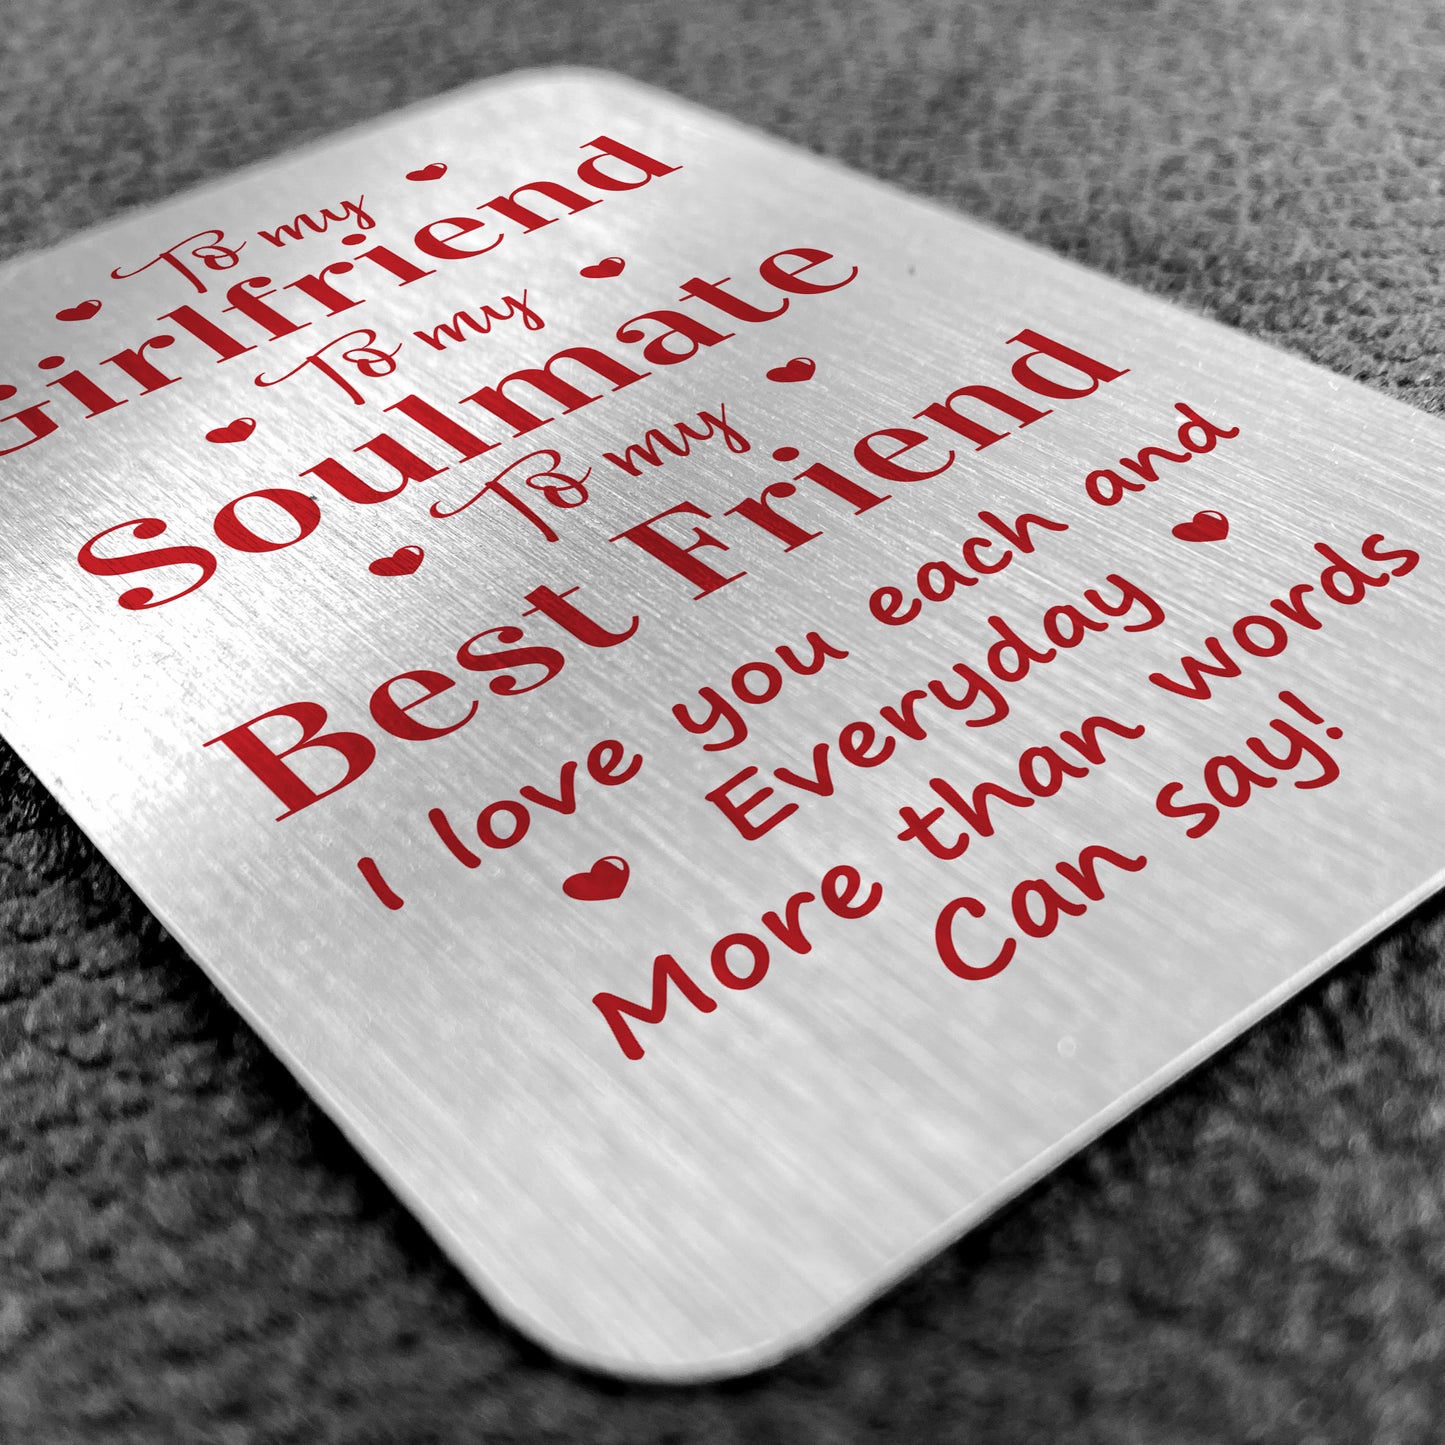 To my
Girlfriend
To my
Soulmate
To my
Best Friend
I love you each and
Everyday
More than words
Can say!